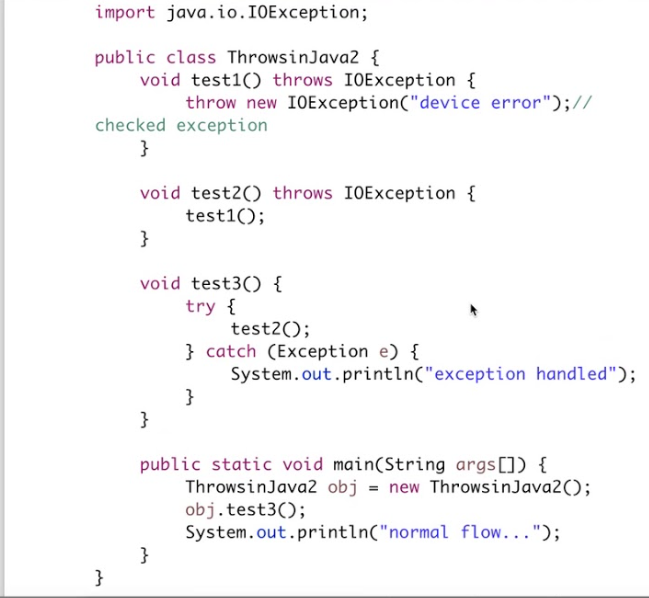 import java.io.IOException;
public class ThrowsinJava2 {
void test1() throws IOException {
throw new IOException("device error");//
checked exception
}
void test2() throws IOException {
test1();
}
void test3() {
try {
test2();
} catch (Exception e) {
System.out.println("exception handled");
}
}
public static void main(String args[]) {
ThrowsinJava2 obj = new ThrowsinJava2();
obj.test3();
System.out.println("normal flow...");
}
}